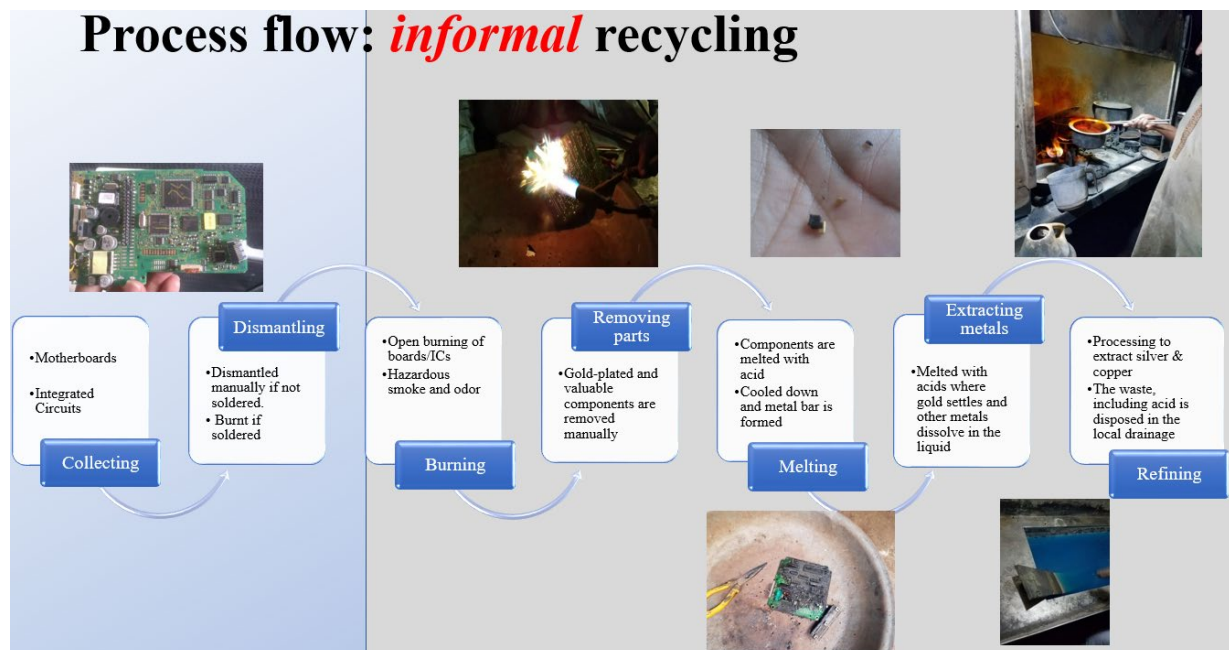 Process flow: informal recycling
•Motherboards
•Integrated
Circuits
Collecting
Dismantling
•Dismantled
manually if not
soldered.
• Burnt if
soldered
•Open burning of
boards/ICs
•Hazardous
smoke and odor
Burning
Removing
parts
•Gold-plated and
valuable
components are
removed
manually
•Components are
melted with
acid
•Cooled down
and metal bar is
formed
Melting
Extracting
metals
•Melted with
acids where
gold settles and
other metals
dissolve in the
liquid
•Processing to
extract silver &
copper
•The waste,
including acid is
disposed in the
local drainage
Refining